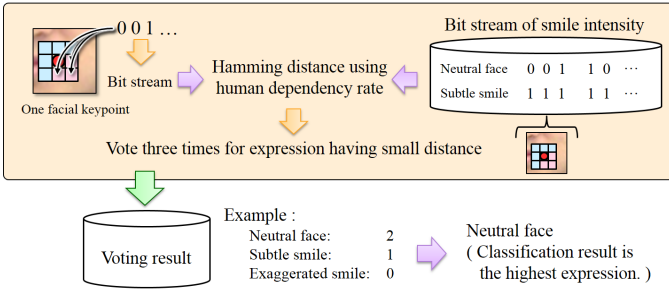 0 0 1 ...
Bit stream
One facial keypoint
Hamming distance using
human dependency rate
Bit stream of smile intensity
Neutral face 0 0 1 1 0 ...
Subtle smile 1 1 1 1 1 ...
Vote three times for expression having small distance
Voting result
Example :
Neutral face: 2
Subtle smile: 1
Exaggerated smile: 0
Neutral face
( Classification result is
the highest expression. )